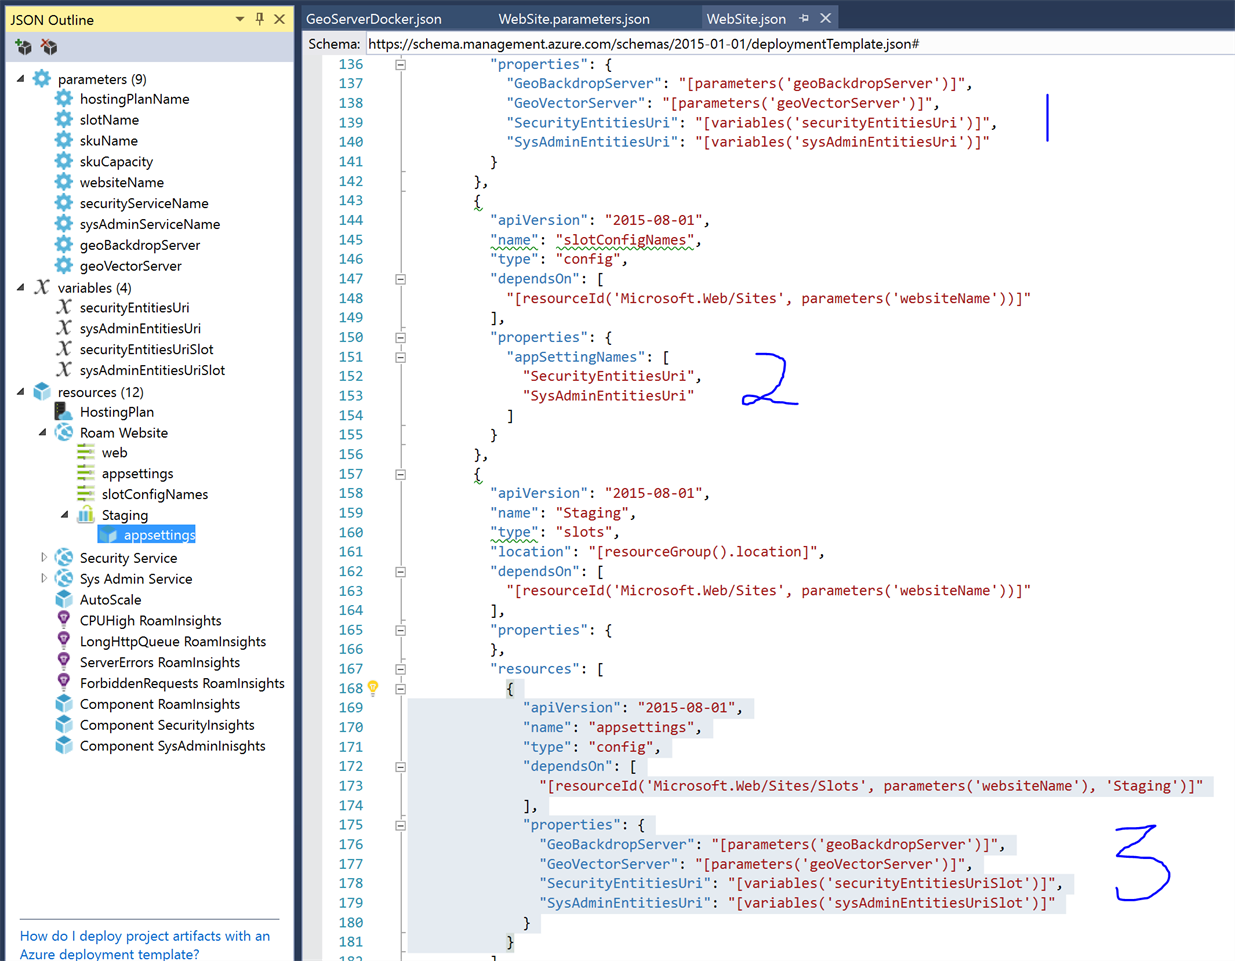 JSON Outline
GeoServerDocker.json
WebSite.parameters.json
WebSite.json
Schema: https://schema.management.azure.com/schemas/2015-01-01/deploymentTemplate.json#
parameters (9)
hostingPlanName
slotName
skuName
skuCapacity
websiteName
securityServiceName
sysAdminServiceName
geoBackdropServer
geoVectorServer
variables (4)
securityEntitiesUri
sysAdminEntitiesUri
securityEntitiesUriSlot
sysAdminEntitiesUriSlot
resources (12)
HostingPlan
Roam Website
web
appsettings
slotConfigNames
Staging
appsettings
Security Service
Sys Admin Service
AutoScale
CPUHigh RoamInsights
LongHttpQueue RoamInsights
ServerErrors RoamInsights
ForbiddenRequests RoamInsights
Component RoamInsights
Component SecurityInsights
Component SysAdminInisghts
How do I deploy project artifacts with an
Azure deployment template?
136 "properties": {
137 "GeoBackdropServer": "[parameters('geoBackdropServer')]",
138 "GeoVectorServer": "[parameters('geoVectorServer')]",
139 "SecurityEntitiesUri": "[variables('securityEntitiesUri')]",
140 "SysAdminEntitiesUri": "[variables('sysAdminEntitiesUri')]"
141 }
142 },
143 {
144 "apiVersion": "2015-08-01",
145 "name": "slotConfigNames",
146 "type": "config",
147 "dependsOn": [
148 "[resourceId('Microsoft.Web/Sites', parameters('websiteName'))]"
149 ],
150 "properties": {
151 "appSettingNames": [
152 "SecurityEntitiesUri",
153 "SysAdminEntitiesUri"
154 ]
155 }
156 },
157 {
158 "apiVersion": "2015-08-01",
159 "name": "Staging",
160 "type": "slots",
161 "location": "[resourceGroup().location]",
162 "dependsOn": [
163 "[resourceId('Microsoft.Web/Sites', parameters('websiteName'))]"
164 ],
165 "properties": {
166 },
167 "resources": [
168 {
169 "apiVersion": "2015-08-01",
170 "name": "appsettings",
171 "type": "config",
172 "dependsOn": [
173 "[resourceId('Microsoft.Web/Sites/Slots', parameters('websiteName'), 'Staging')]"
174 ],
175 "properties": {
176 "GeoBackdropServer": "[parameters('geoBackdropServer')]",
177 "GeoVectorServer": "[parameters('geoVectorServer')]",
178 "SecurityEntitiesUri": "[variables('securityEntitiesUriSlot')]",
179 "SysAdminEntitiesUri": "[variables('sysAdminEntitiesUriSlot')]"
180 }
181 }
1
2
3